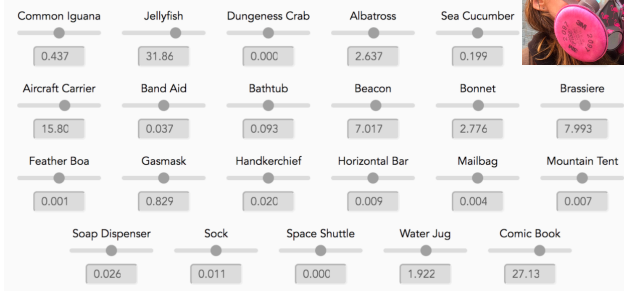 Common Iguana Jellyfish Dungeness Crab Albatross Sea Cucumber
0.437 31.86 0.000 2.637 0.199
Aircraft Carrier Band Aid Bathtub Beacon Bonnet Brassiere
15.80 0.037 0.093 7.017 2.776 7.993
Feather Boa Gasmask Handkerchief Horizontal Bar Mailbag Mountain Tent
0.001 0.829 0.020 0.009 0.004 0.007
Soap Dispenser Sock Space Shuttle Water Jug Comic Book
0.026 0.011 0.000 1.922 27.13